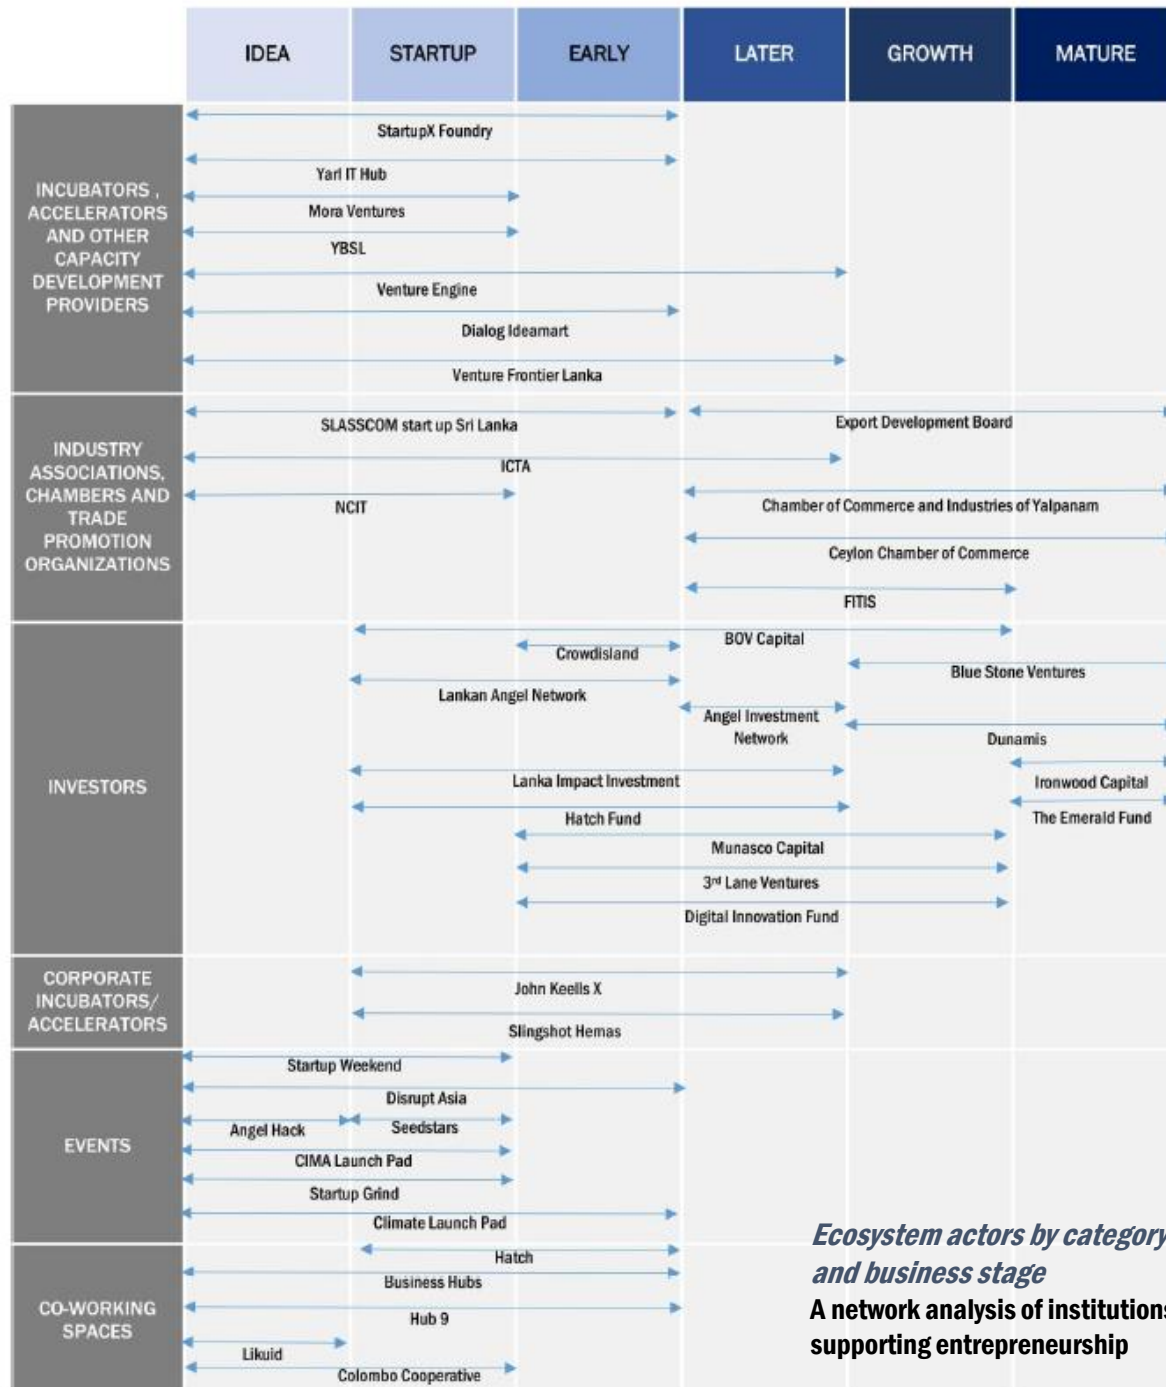 IDEA
STARTUP
EARLY
LATER
GROWTH
MATURE
INCUBATORS ,
ACCELERATORS
AND OTHER
CAPACITY
DEVELOPMENT
PROVIDERS
StartupX Foundry
Yarl IT Hub
Mora Ventures
YBSL
Venture Engine
Dialog Ideamart
Venture Frontier Lanka
INDUSTRY
ASSOCIATIONS,
CHAMBERS AND
TRADE
PROMOTION
ORGANIZATIONS
SLASSCOM start up Sri Lanka
Export Development Board
ICTA
NCIT
Chamber of Commerce and Industries of Yalpanam
Ceylon Chamber of Commerce
FITIS
INVESTORS
BOV Capital
Crowdisland
Blue Stone Ventures
Lankan Angel Network
Angel Investment
Network
Dunamis
Lanka Impact Investment
Ironwood Capital
Hatch Fund
The Emerald Fund
Munasco Capital
3rd Lane Ventures
Digital Innovation Fund
CORPORATE
INCUBATORS/
ACCELERATORS
John Keells X
Slingshot Hemas
EVENTS
Startup Weekend
Disrupt Asia
Angel Hack
Seedstars
CIMA Launch Pad
Startup Grind
Climate Launch Pad
CO-WORKING
SPACES
Hatch
Business Hubs
Hub 9
Likuid
Colombo Cooperative
Ecosystem actors by category
and business stage
A network analysis of institutions
supporting entrepreneurship